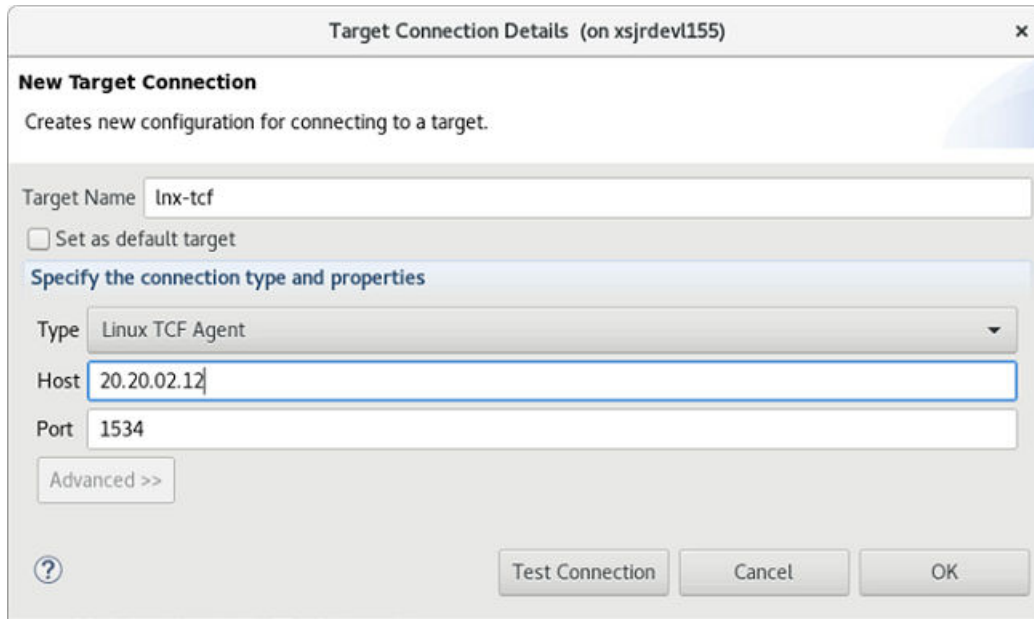 Target Connection Details (on xsjrdevl155)
×
New Target Connection
Creates new configuration for connecting to a target.
Target Name lnx-tcf
Set as default target
Specify the connection type and properties
Type Linux TCF Agent
Host 20.20.02.12
Port 1534
Advanced >>
? Test Connection Cancel OK